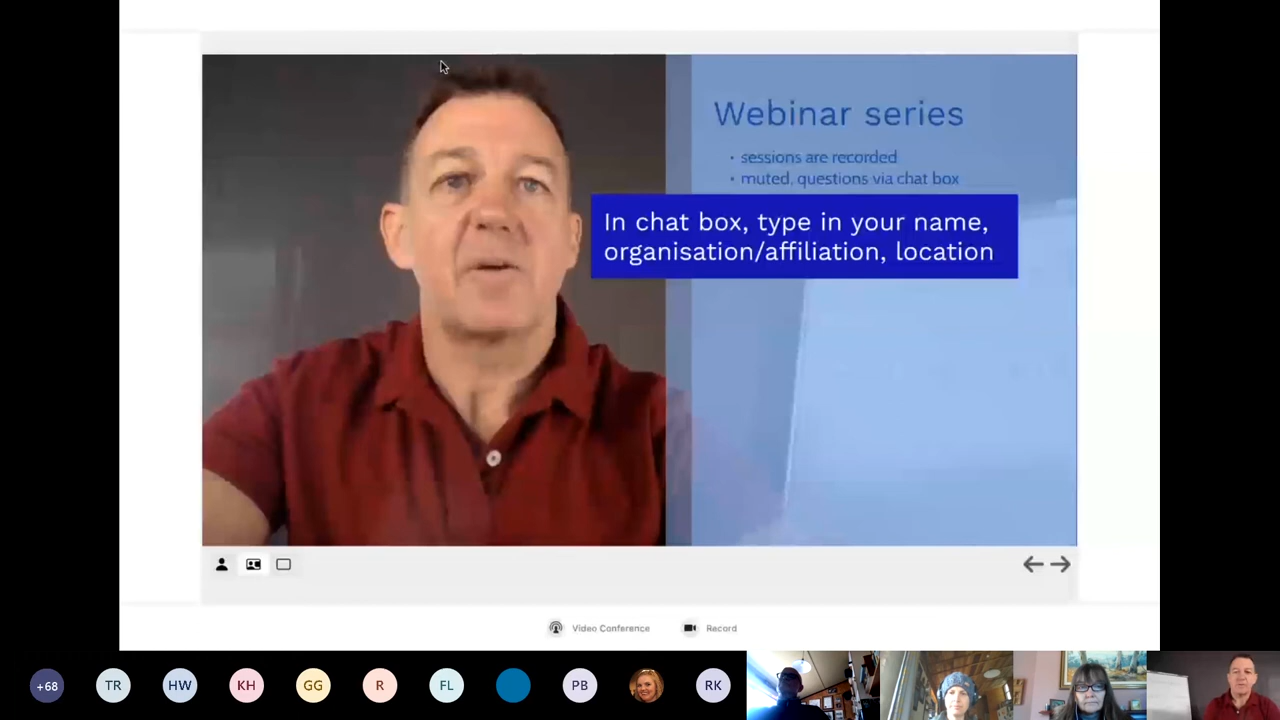 Webinar series
• sessions are recorded
• muted, questions via chat box
In chat box, type in your name,
organisation/affiliation, location
Video Conference
Record
+68
TR
HW
KH
GG
R
FL
PB
RK